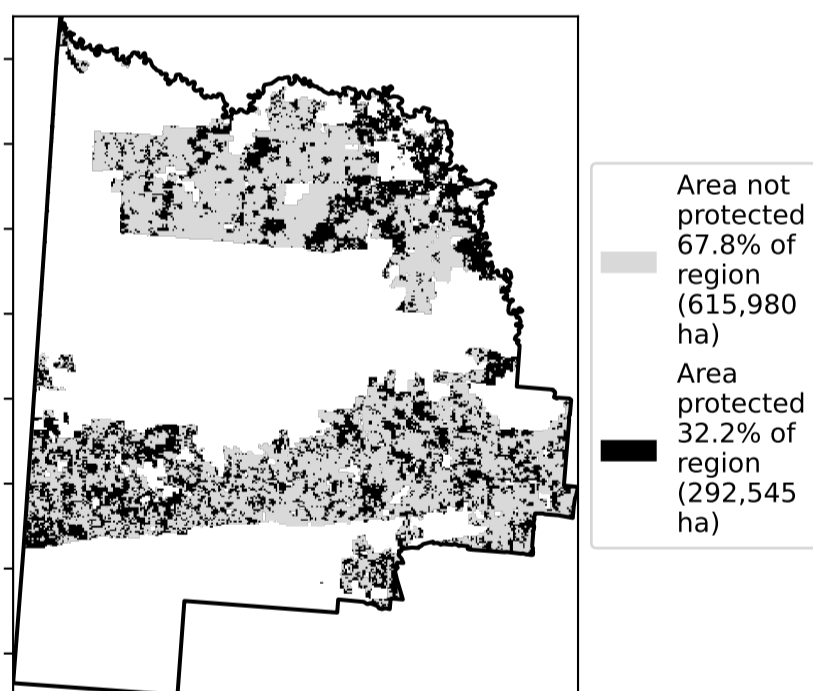 Area not
protected
67.8% of
region
(615,980
ha)
Area
protected
32.2% of
region
(292,545
ha)